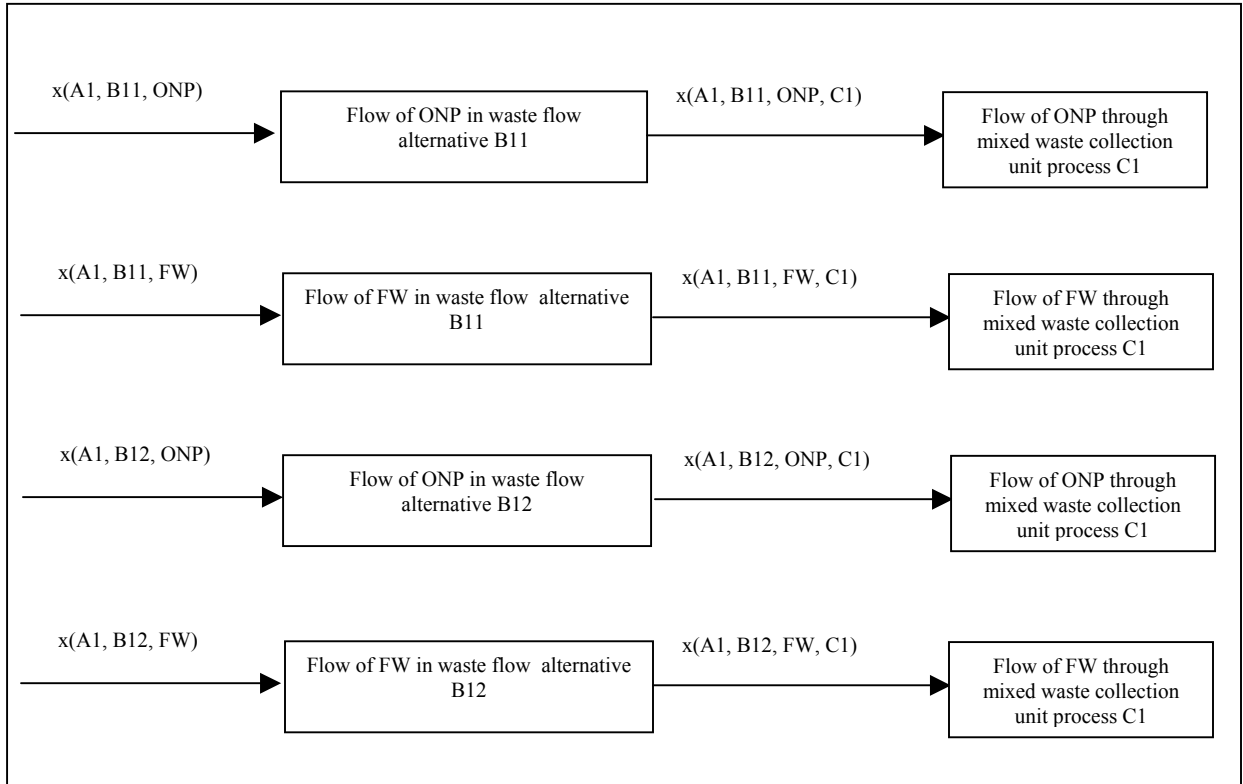 x(A1, B11, ONP)
Flow of ONP in waste flow
alternative B11
x(A1, B11, ONP, C1)
Flow of ONP through
mixed waste collection
unit process C1
x(A1, B11, FW)
Flow of FW in waste flow  alternative
B11
x(A1, B11, FW, C1)
Flow of FW through
mixed waste collection
unit process C1
x(A1, B12, ONP)
Flow of ONP in waste flow
alternative B12
x(A1, B12, ONP, C1)
Flow of ONP through
mixed waste collection
unit process C1
x(A1, B12, FW)
Flow of FW in waste flow  alternative
B12
x(A1, B12, FW, C1)
Flow of FW through
mixed waste collection
unit process C1